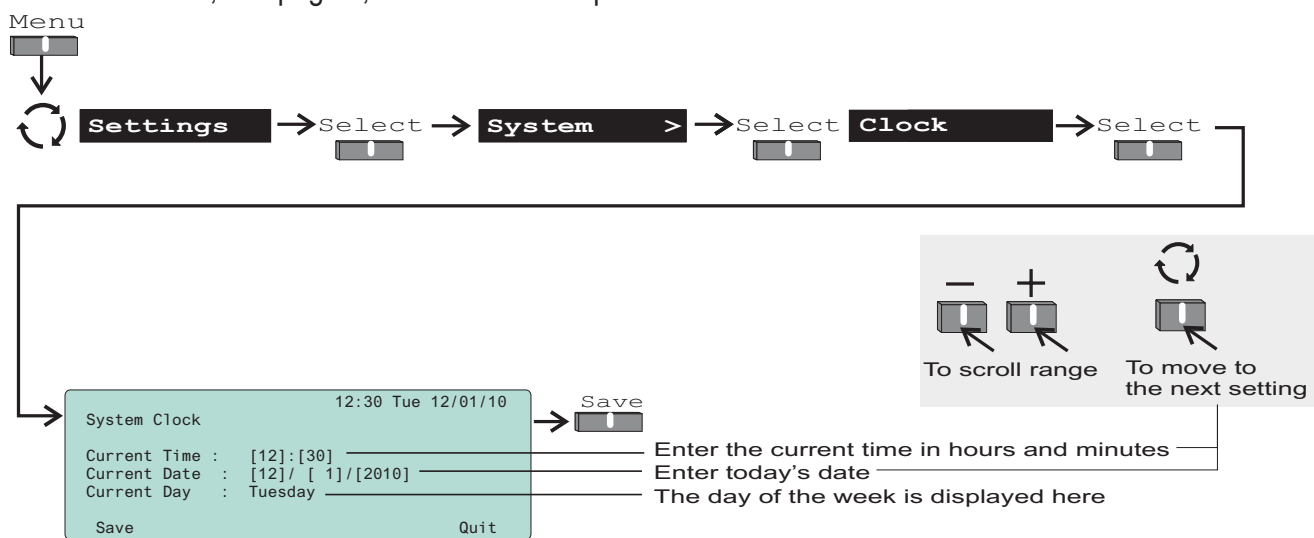 Menu
Settings Select System > Select Clock Select
− +
To scroll range
To move to
the next setting
12:30 Tue 12/01/10
System Clock
Current Time : [12]:[30]
Current Date : [12]/ [ 1]/[2010]
Current Day : Tuesday
Save Quit
Save
Enter the current time in hours and minutes
Enter today's date
The day of the week is displayed here